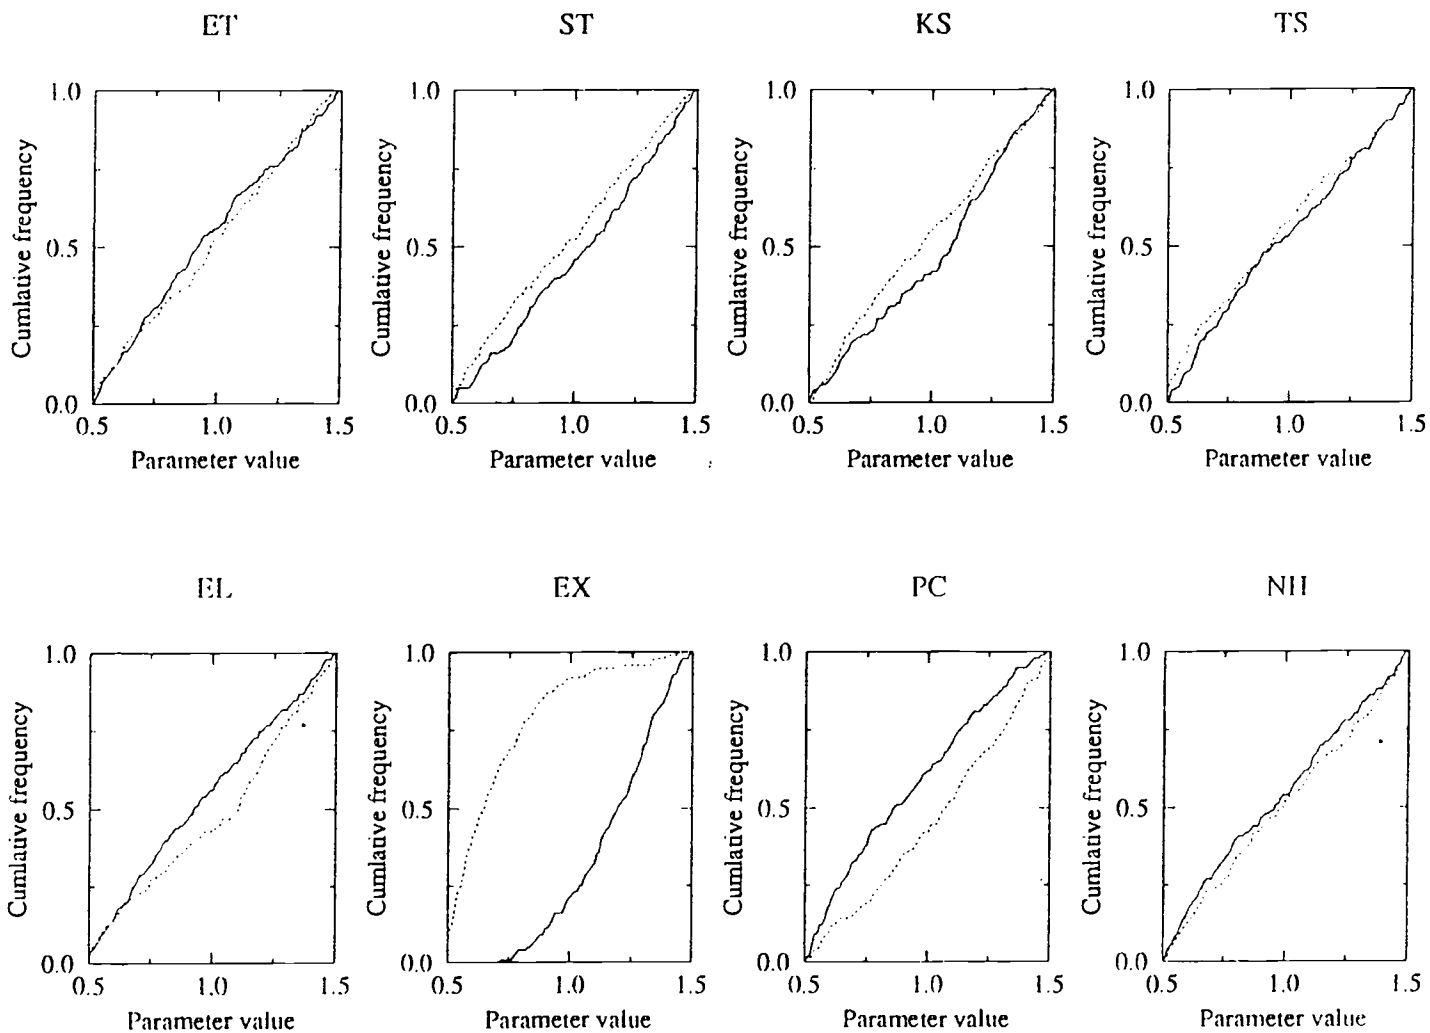 ET ST KS TS
1.0 1.0 1.0 1.0
Cumlative frequency Cumlative frequency Cumlative frequency Cumlative frequency
0.5 0.5 0.5 0.5
0.0 0.0 0.0 0.0
0.5 1.0 1.5 0.5 1.0 1.5 0.5 1.0 1.5 0.5 1.0 1.5
Parameter value Parameter value Parameter value Parameter value
EL EX PC NH
1.0 1.0 1.0 1.0
Cumlative frequency Cumlative frequency Cumlative frequency Cumlative frequency
0.5 0.5 0.5 0.5
0.0 0.0 0.0 0.0
0.5 1.0 1.5 0.5 1.0 1.5 0.5 1.0 1.5 0.5 1.0 1.5
Parameter value Parameter value Parameter value Parameter value